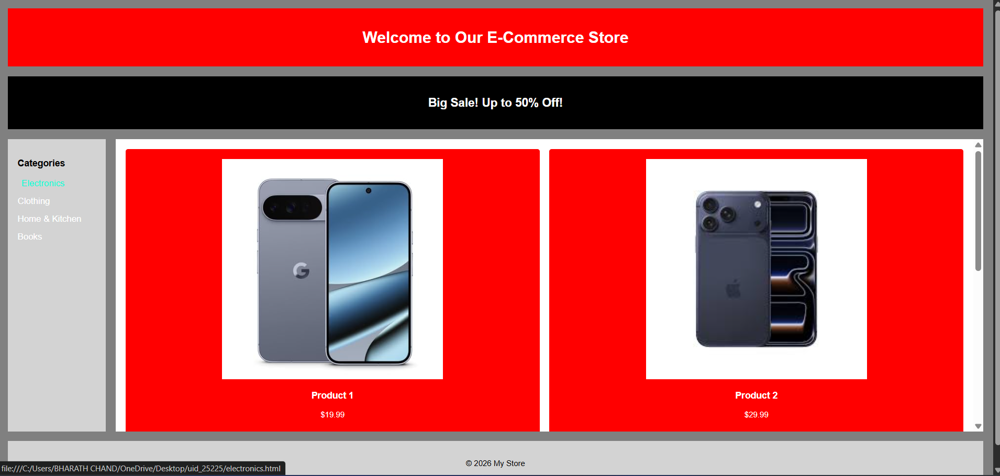 Welcome to Our E-Commerce Store
Big Sale! Up to 50% Off!
Categories
Electronics
Clothing
Home & Kitchen
Books
G
Product 1
$19.99
Product 2
$29.99
© 2026 My Store
file:///C:/Users/BHARATH CHAND/OneDrive/Desktop/uid_25225/electronics.html